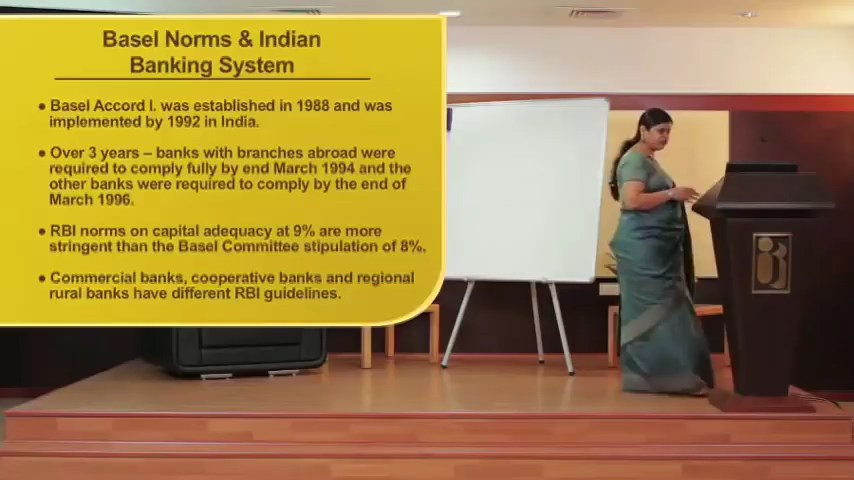 Basel Norms & Indian
Banking System
● Basel Accord I. was established in 1988 and was
implemented by 1992 in India.
● Over 3 years – banks with branches abroad were
required to comply fully by end March 1994 and the
other banks were required to comply by the end of
March 1996.
● RBI norms on capital adequacy at 9% are more
stringent than the Basel Committee stipulation of 8%.
● Commercial banks, cooperative banks and regional
rural banks have different RBI guidelines.